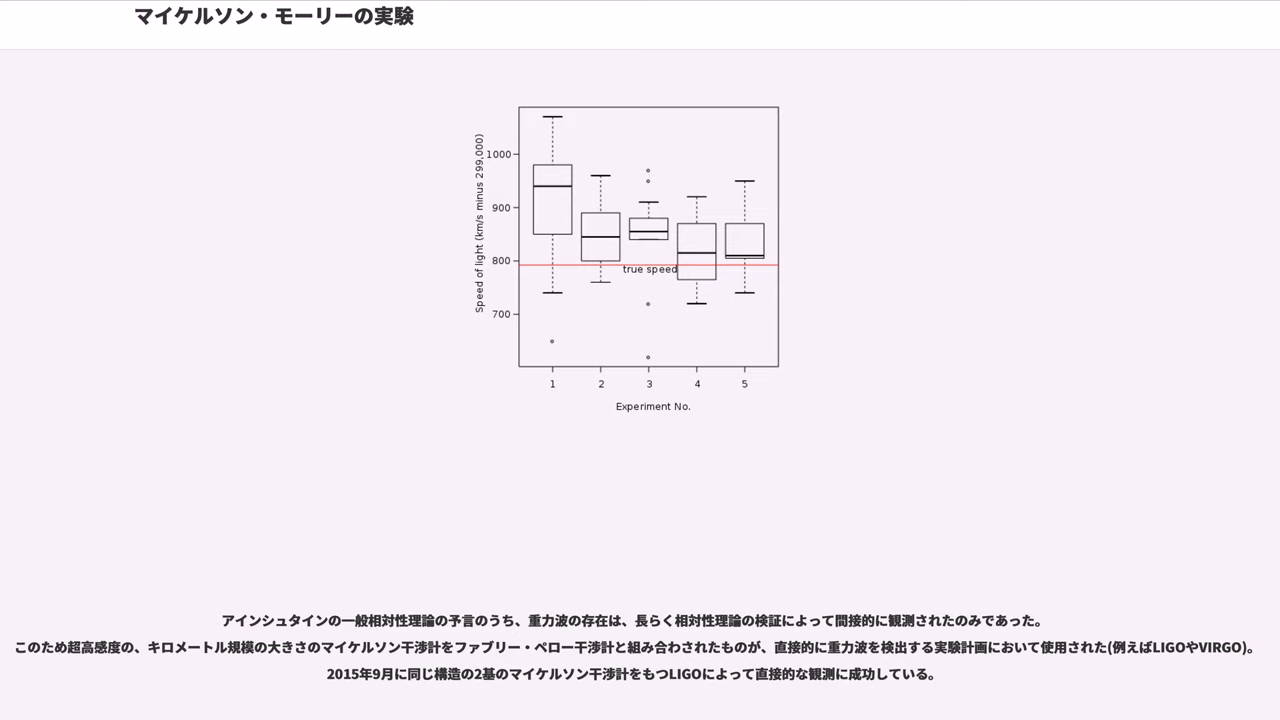 マイケルソン・モーリーの実験
Speed of light (km/s minus 299,000)
1000
900
800
700
true speed
1 2 3 4 5
Experiment No.
アインシュタインの一般相対性理論の予言のうち、重力波の存在は、長らく相対性理論の検証によって間接的に観測されたのみであった。
このため超高感度の、キロメートル規模の大きさのマイケルソン干渉計をファブリー・ペロー干渉計と組み合わされたものが、直接的に重力波を検出する実験計画において使用された(例えばLIGOやVIRGO)。
2015年9月に同じ構造の2基のマイケルソン干渉計をもつLIGOによって直接的な観測に成功している。